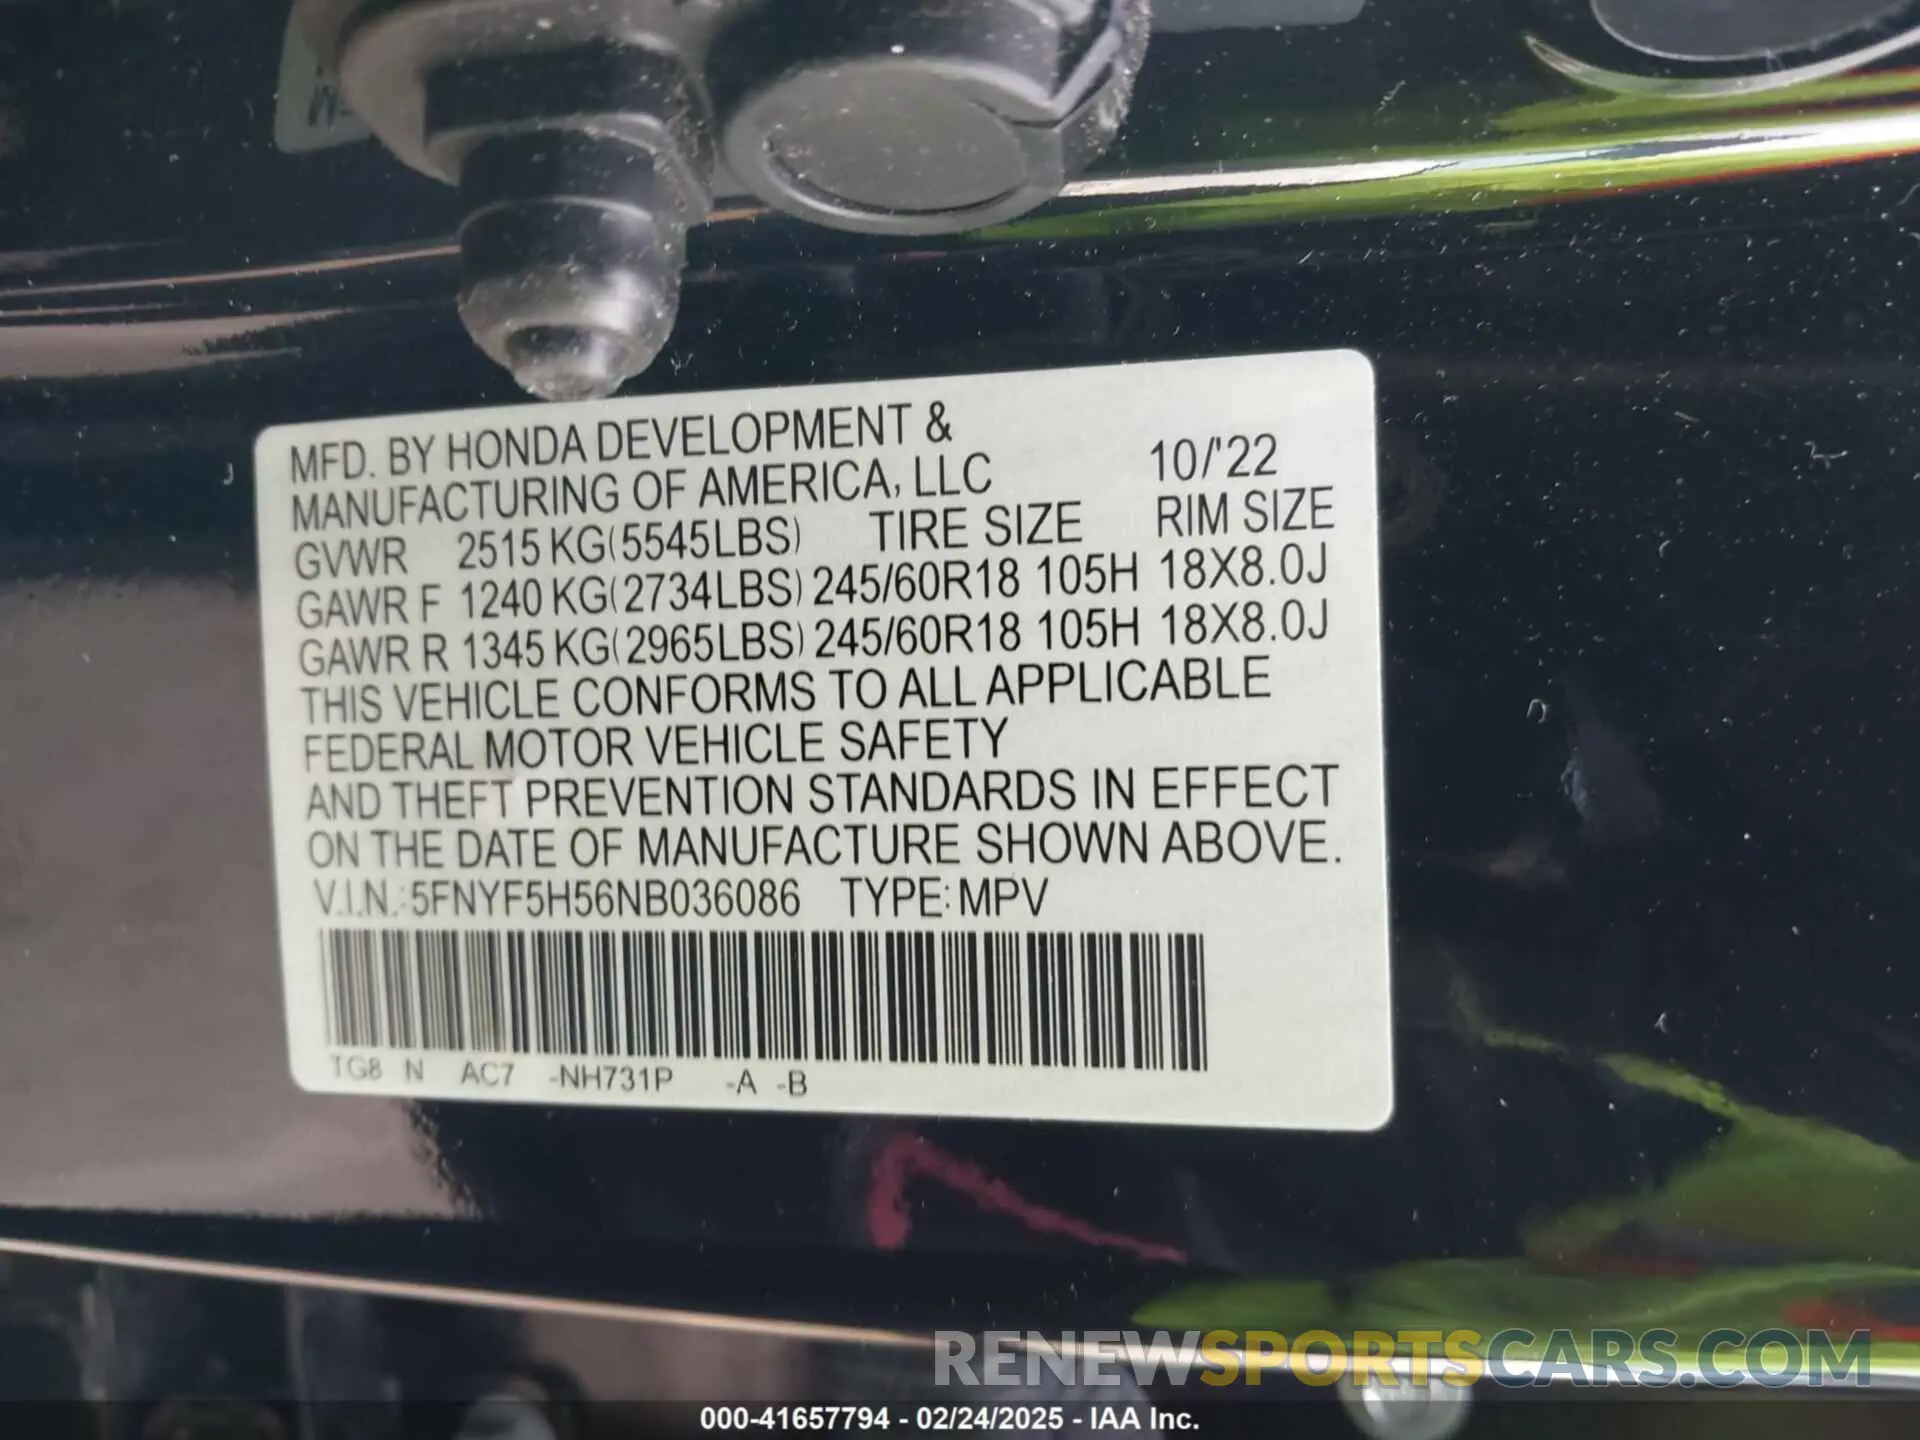 MFD. BY HONDA DEVELOPMENT &
MANUFACTURING OF AMERICA, LLC 10/'22
GVWR 2515 KG(5545LBS) TIRE SIZE RIM SIZE
GAWR F 1240 KG(2734LBS) 245/60R18 105H 18X8.0J
GAWR R 1345 KG(2965LBS) 245/60R18 105H 18X8.0J
THIS VEHICLE CONFORMS TO ALL APPLICABLE
FEDERAL MOTOR VEHICLE SAFETY
AND THEFT PREVENTION STANDARDS IN EFFECT
ON THE DATE OF MANUFACTURE SHOWN ABOVE.
V.I.N.:5FNYF5H56NB036086 TYPE:MPV
TG8 N AC7 -NH731P -A -B
RENEWSPORTSCARS.COM
000-41657794 - 02/24/2025 - IAA Inc.